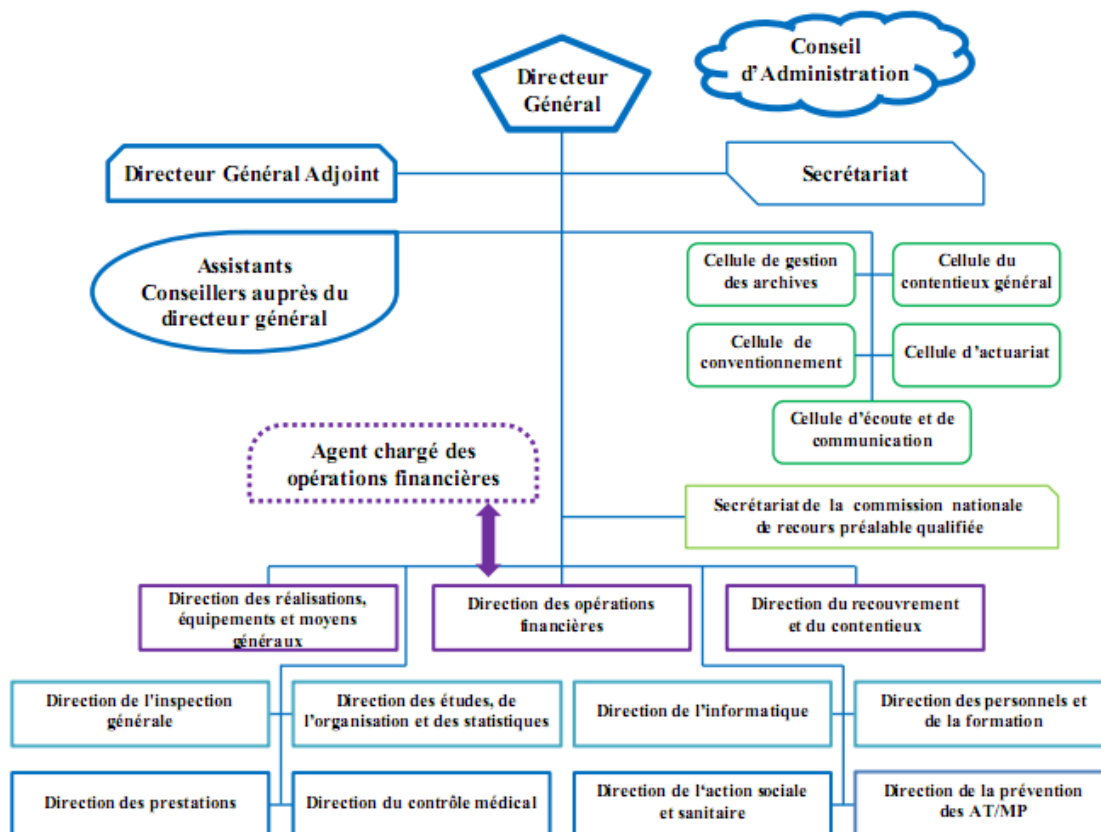 Directeur
Général
Conseil
d'Administration
Directeur Général Adjoint
Secrétariat
Assistants
Conseillers auprès du
directeur général
Cellule de gestion
des archives
Cellule du
contentieux général
Cellule de
conventionnement
Cellule d'actuariat
Cellule d'écoute et de
communication
Agent chargé des
opérations financières
Secrétariat de la commission nationale
de recours préalable qualifiée
Direction des réalisations,
équipements et moyens
généraux
Direction des opérations
financières
Direction du recouvrement
et du contentieux
Direction de l'inspection
générale
Direction des études, de
l'organisation et des statistiques
Direction de l'informatique
Direction des personnels et
de la formation
Direction des prestations
Direction du contrôle médical
Direction de l'action sociale
et sanitaire
Direction de la prévention
des AT/MP